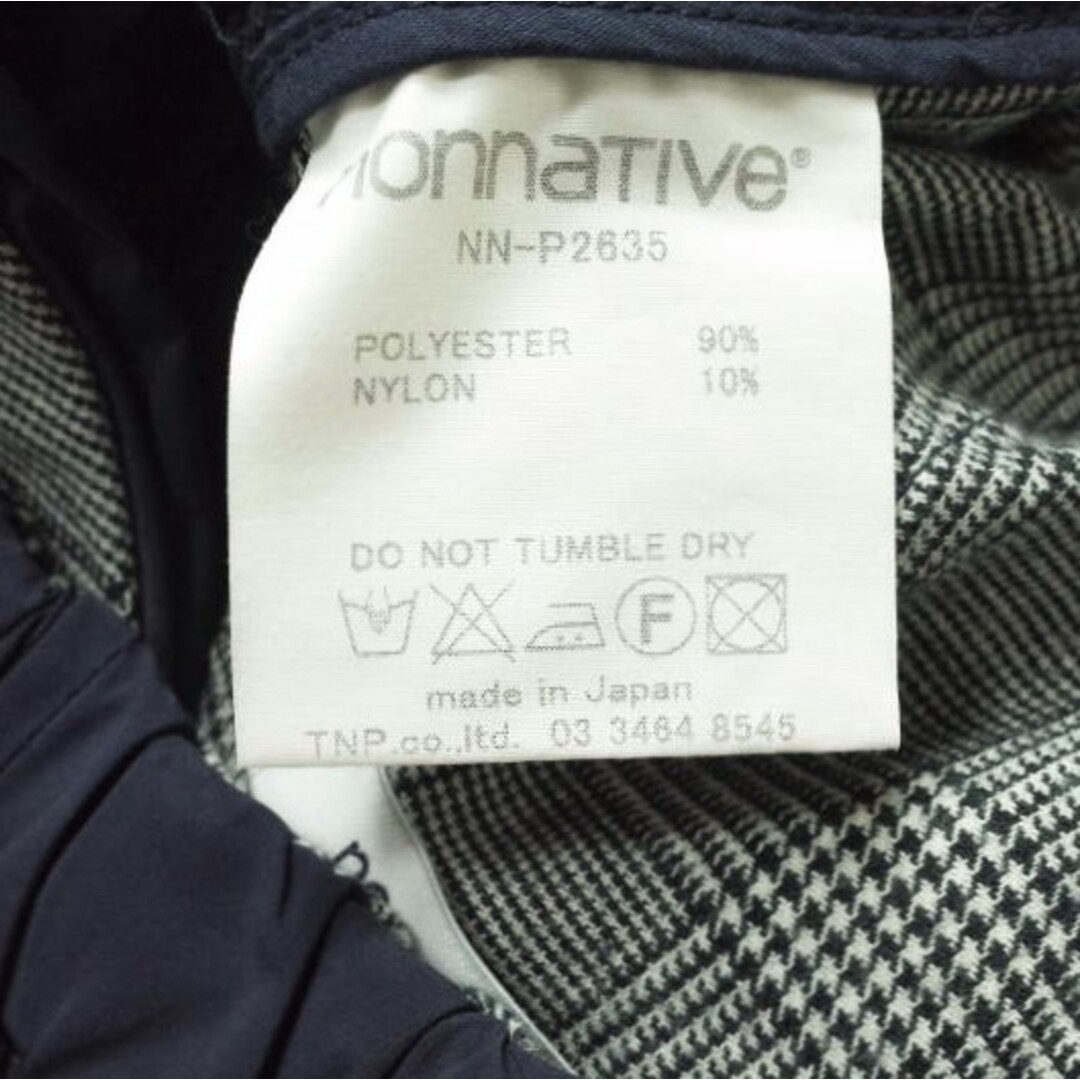 nonnative®
NN-P2635
POLYESTER 90%
NYLON 10%
DO NOT TUMBLE DRY
F
made in Japan
TNP.co.,ltd. 03 3464 8545